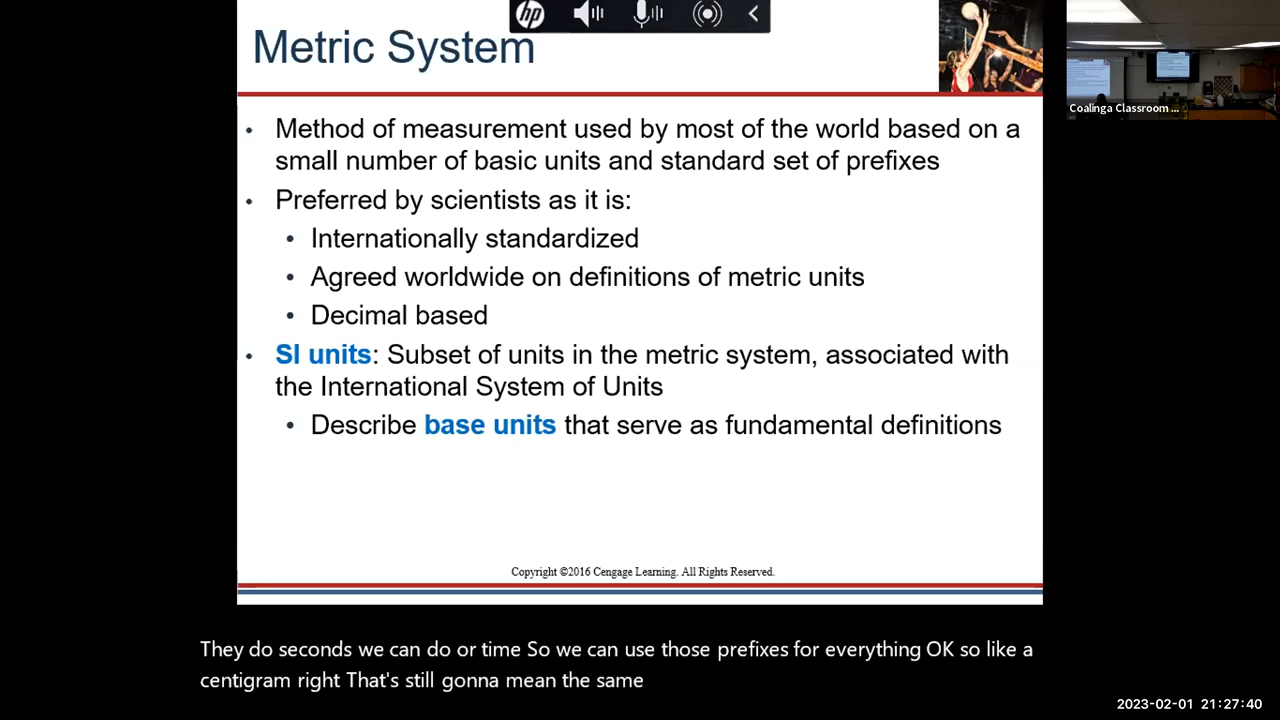 hp
Metric System
Coalinga Classroom ...
• Method of measurement used by most of the world based on a
small number of basic units and standard set of prefixes
• Preferred by scientists as it is:
• Internationally standardized
• Agreed worldwide on definitions of metric units
• Decimal based
• SI units: Subset of units in the metric system, associated with
the International System of Units
• Describe base units that serve as fundamental definitions
Copyright ©2016 Cengage Learning. All Rights Reserved.
They do seconds we can do or time So we can use those prefixes for everything OK so like a
centigram right That's still gonna mean the same
2023-02-01 21:27:40